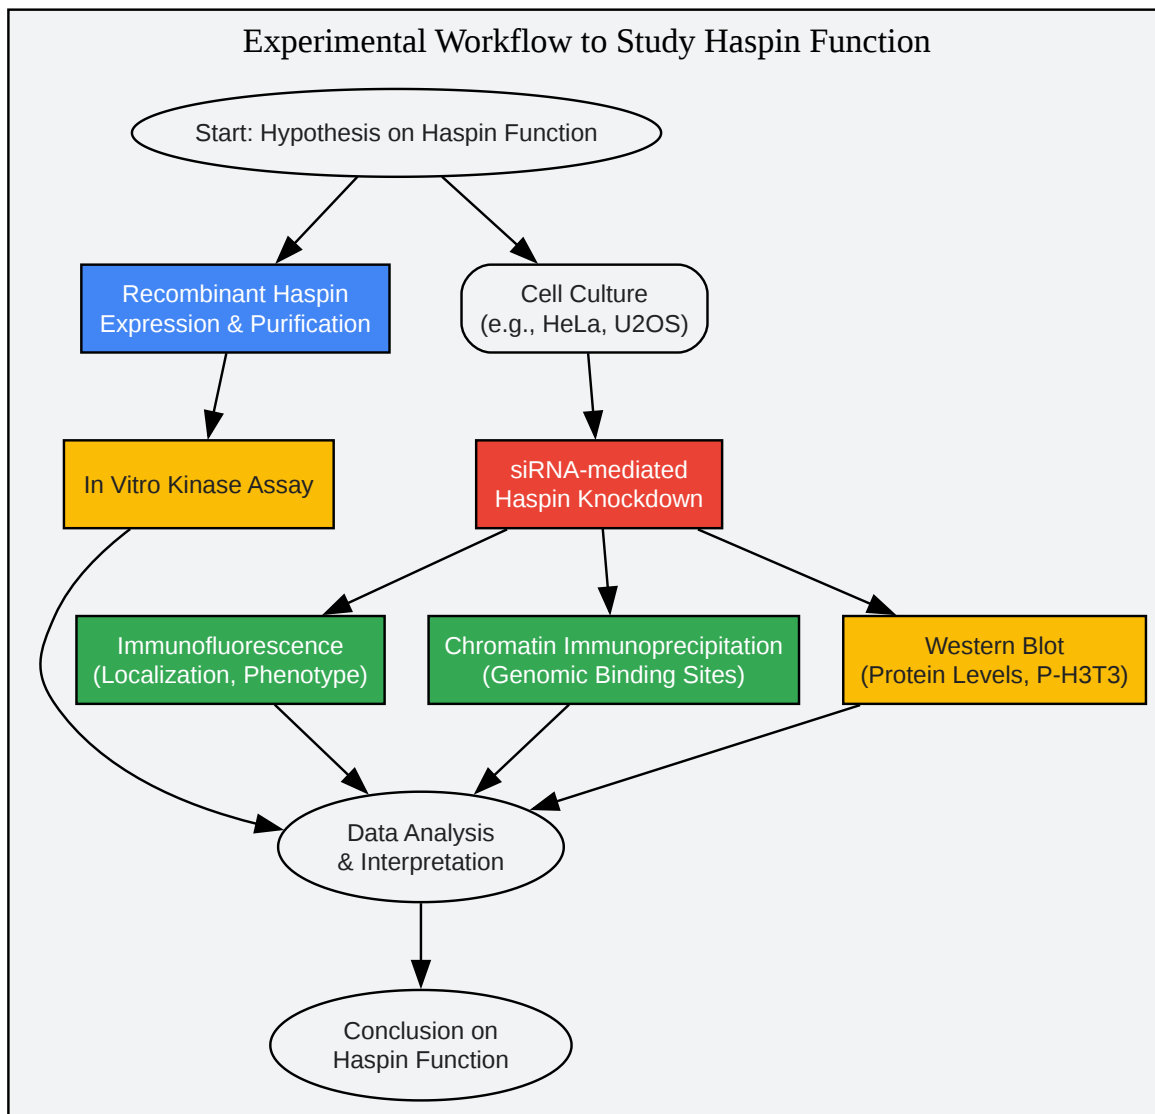 Experimental Workflow to Study Haspin Function
Start: Hypothesis on Haspin Function
Recombinant Haspin
Expression & Purification
Cell Culture
(e.g., HeLa, U2OS)
In Vitro Kinase Assay
siRNA-mediated
Haspin Knockdown
Immunofluorescence
(Localization, Phenotype)
Chromatin Immunoprecipitation
(Genomic Binding Sites)
Western Blot
(Protein Levels, P-H3T3)
Data Analysis
& Interpretation
Conclusion on
Haspin Function